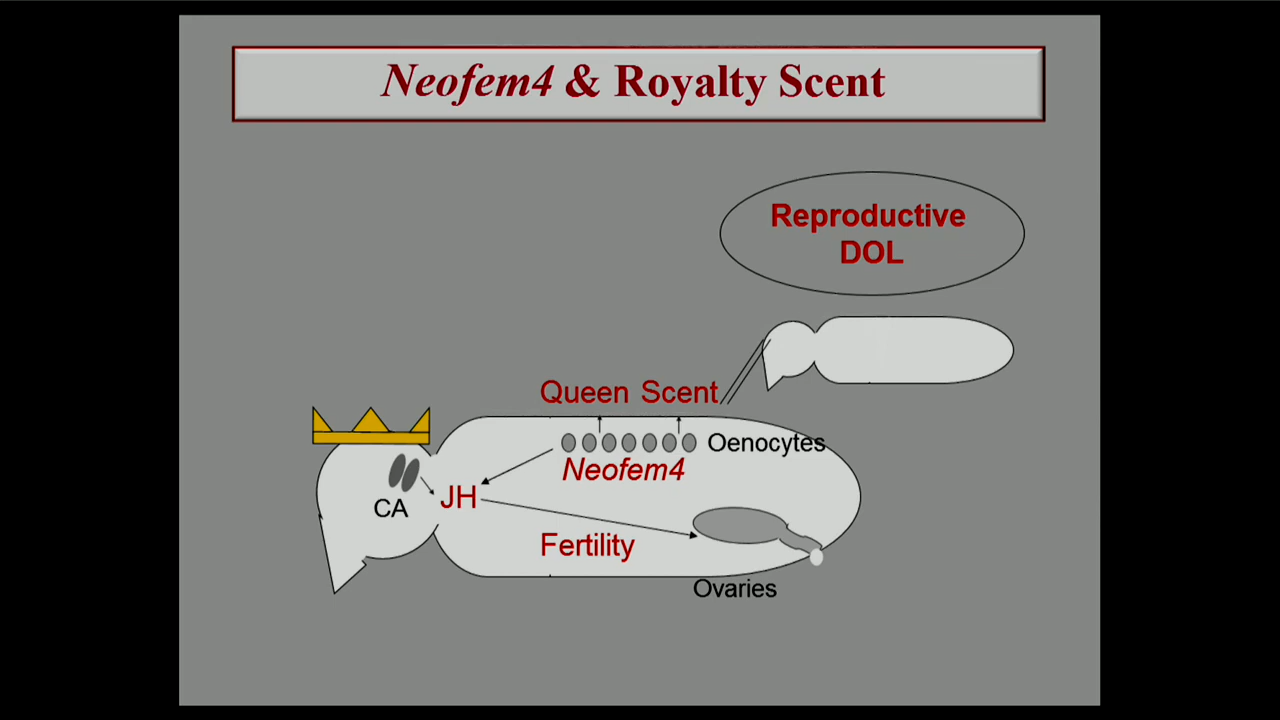 Neofem4 & Royalty Scent
Reproductive
DOL
Queen Scent
Oenocytes
Neofem4
CA
JH
Fertility
Ovaries